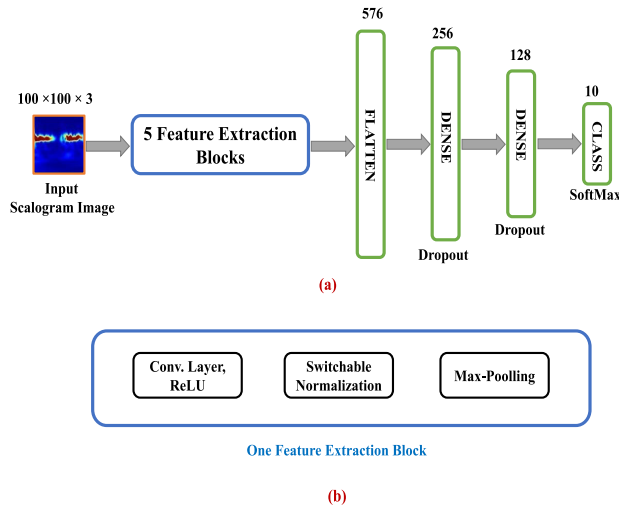 100 ×100 × 3
Input
Scalogram Image
5 Feature Extraction
Blocks
576
FLATTEN
256
DENSE
Dropout
128
DENSE
Dropout
10
CLASS
SoftMax
(a)
Conv. Layer,
ReLU
Switchable
Normalization
Max-Poolling
One Feature Extraction Block
(b)